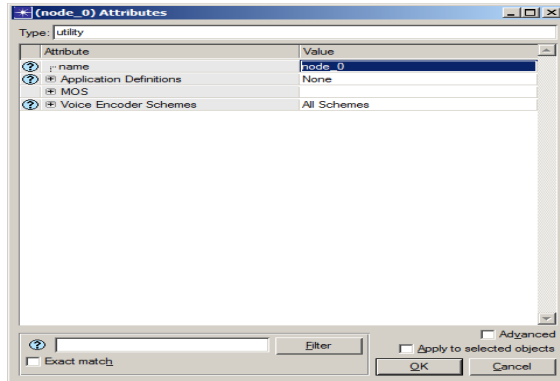 (node_0) Attributes
Type: utility
Attribute Value
name node_0
Application Definitions None
MOS
Voice Encoder Schemes All Schemes
Advanced
Filter Apply to selected objects
Exact match OK Cancel